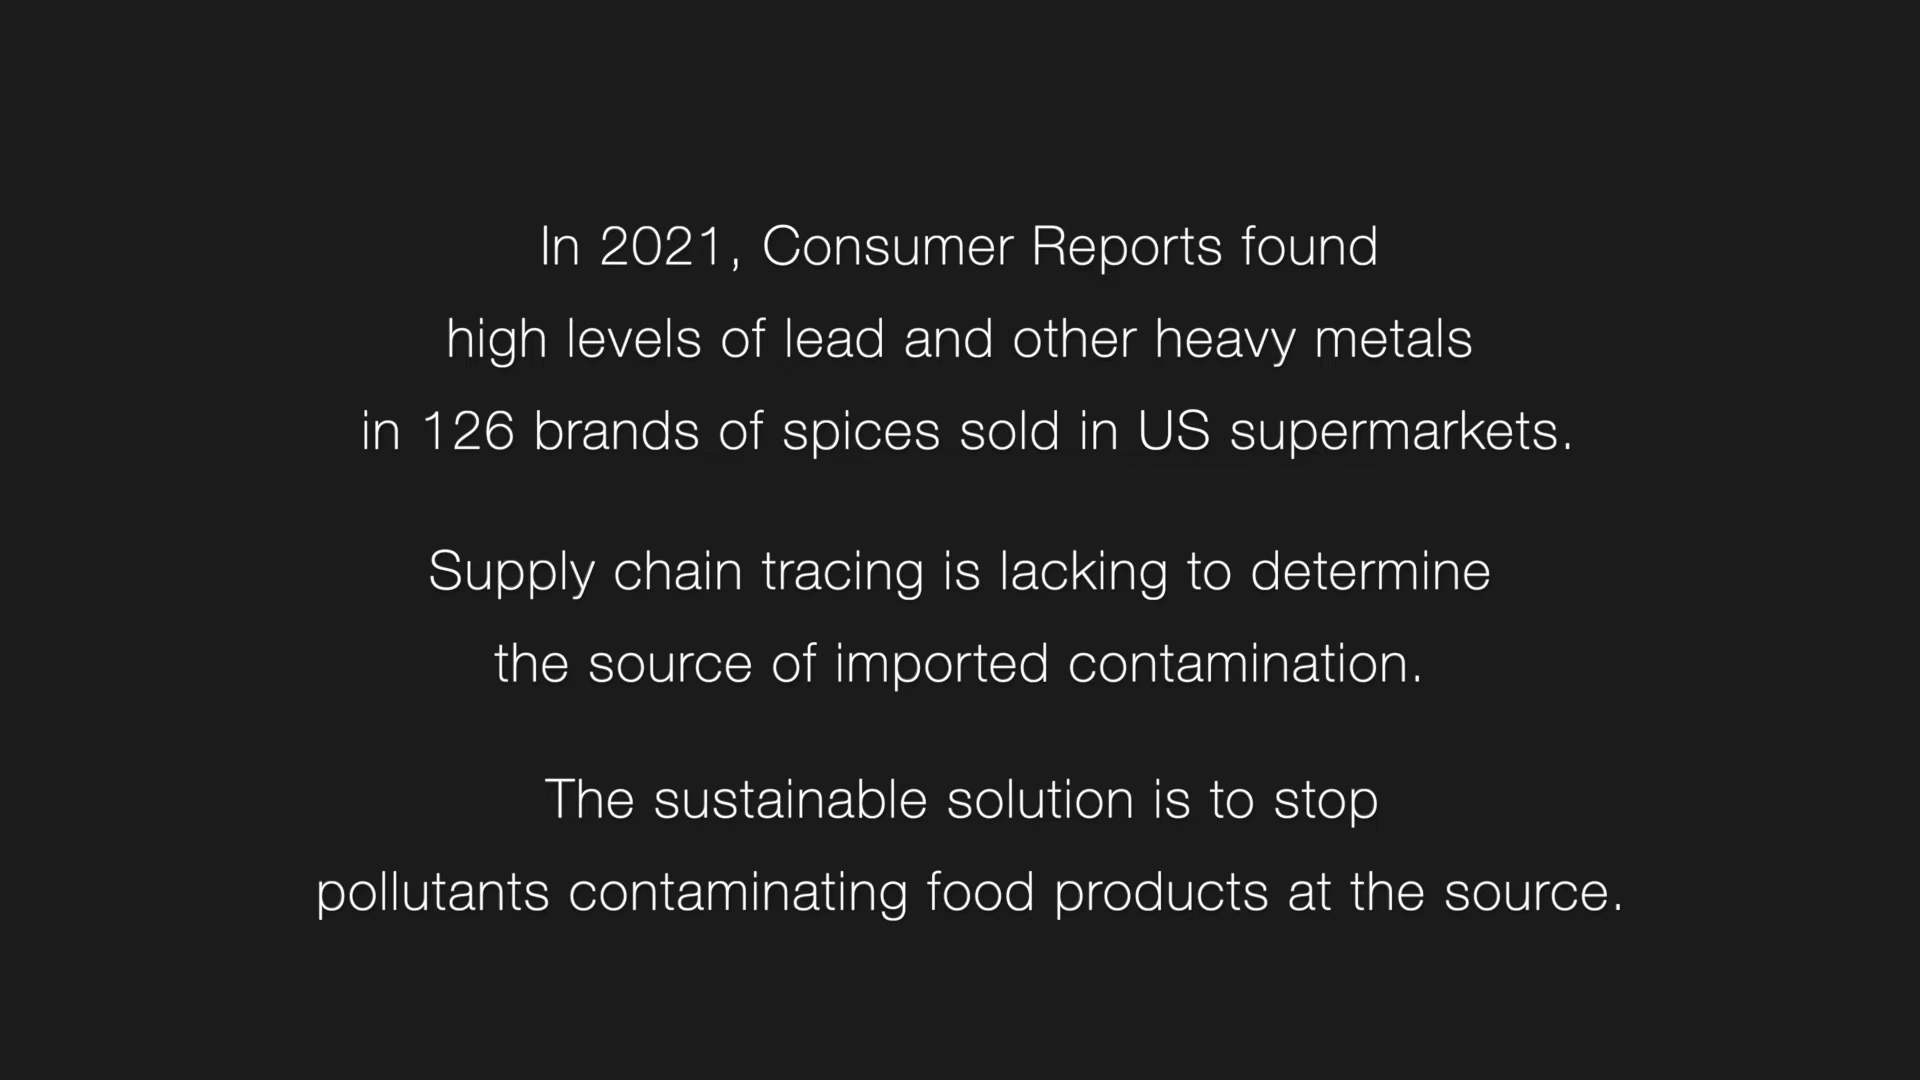 In 2021, Consumer Reports found
high levels of lead and other heavy metals
in 126 brands of spices sold in US supermarkets.
Supply chain tracing is lacking to determine
the source of imported contamination.
The sustainable solution is to stop
pollutants contaminating food products at the source.